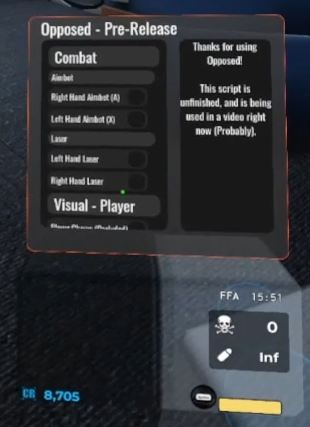 Opposed - Pre-Release
Combat
Aimbot
Right Hand Aimbot (A)
Left Hand Aimbot (X)
Laser
Left Hand Laser
Right Hand Laser
Visual - Player
Thanks for using
Opposed!
This script is
unfinished, and is being
used in a video right
now (Probably).
FFA 15:51
0
Inf
CR 8,705